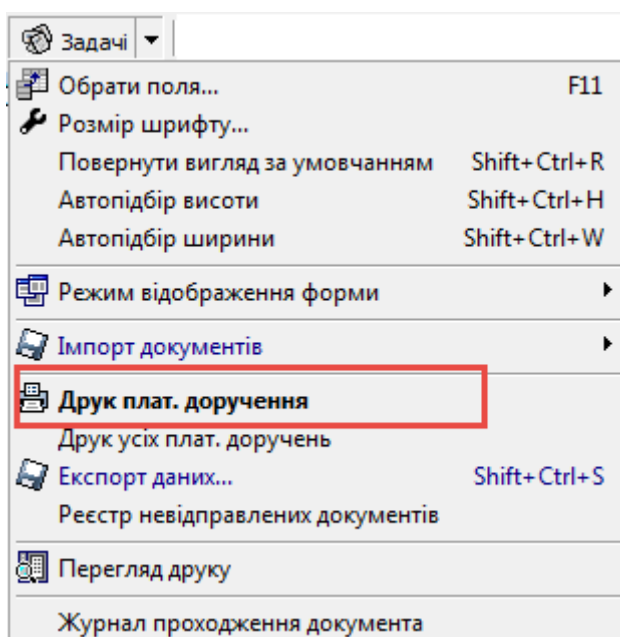 Задачі
Обрати поля... F11
Розмір шрифту...
Повернути вигляд за умовчанням Shift+Ctrl+R
Автопідбір висоти Shift+Ctrl+H
Автопідбір ширини Shift+Ctrl+W
Режим відображення форми
Імпорт документів
Друк плат. доручення
Друк усіх плат. доручень
Експорт даних... Shift+Ctrl+S
Реєстр невідправлених документів
Перегляд друку
Журнал проходження документа